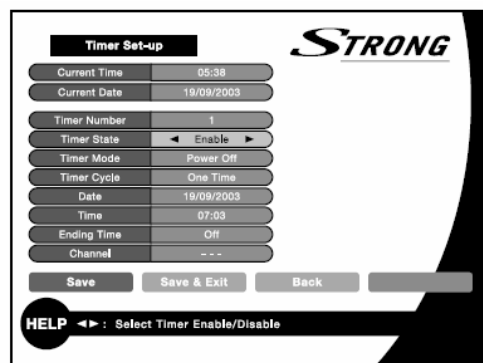 Timer Set-up
STRONG
Current Time 05:38
Current Date 19/09/2003
Timer Number 1
Timer State ◄ Enable ►
Timer Mode Power Off
Timer Cycle One Time
Date 19/09/2003
Time 07:03
Ending Time Off
Channel - - -
Save Save & Exit Back
HELP ◄►: Select Timer Enable/Disable